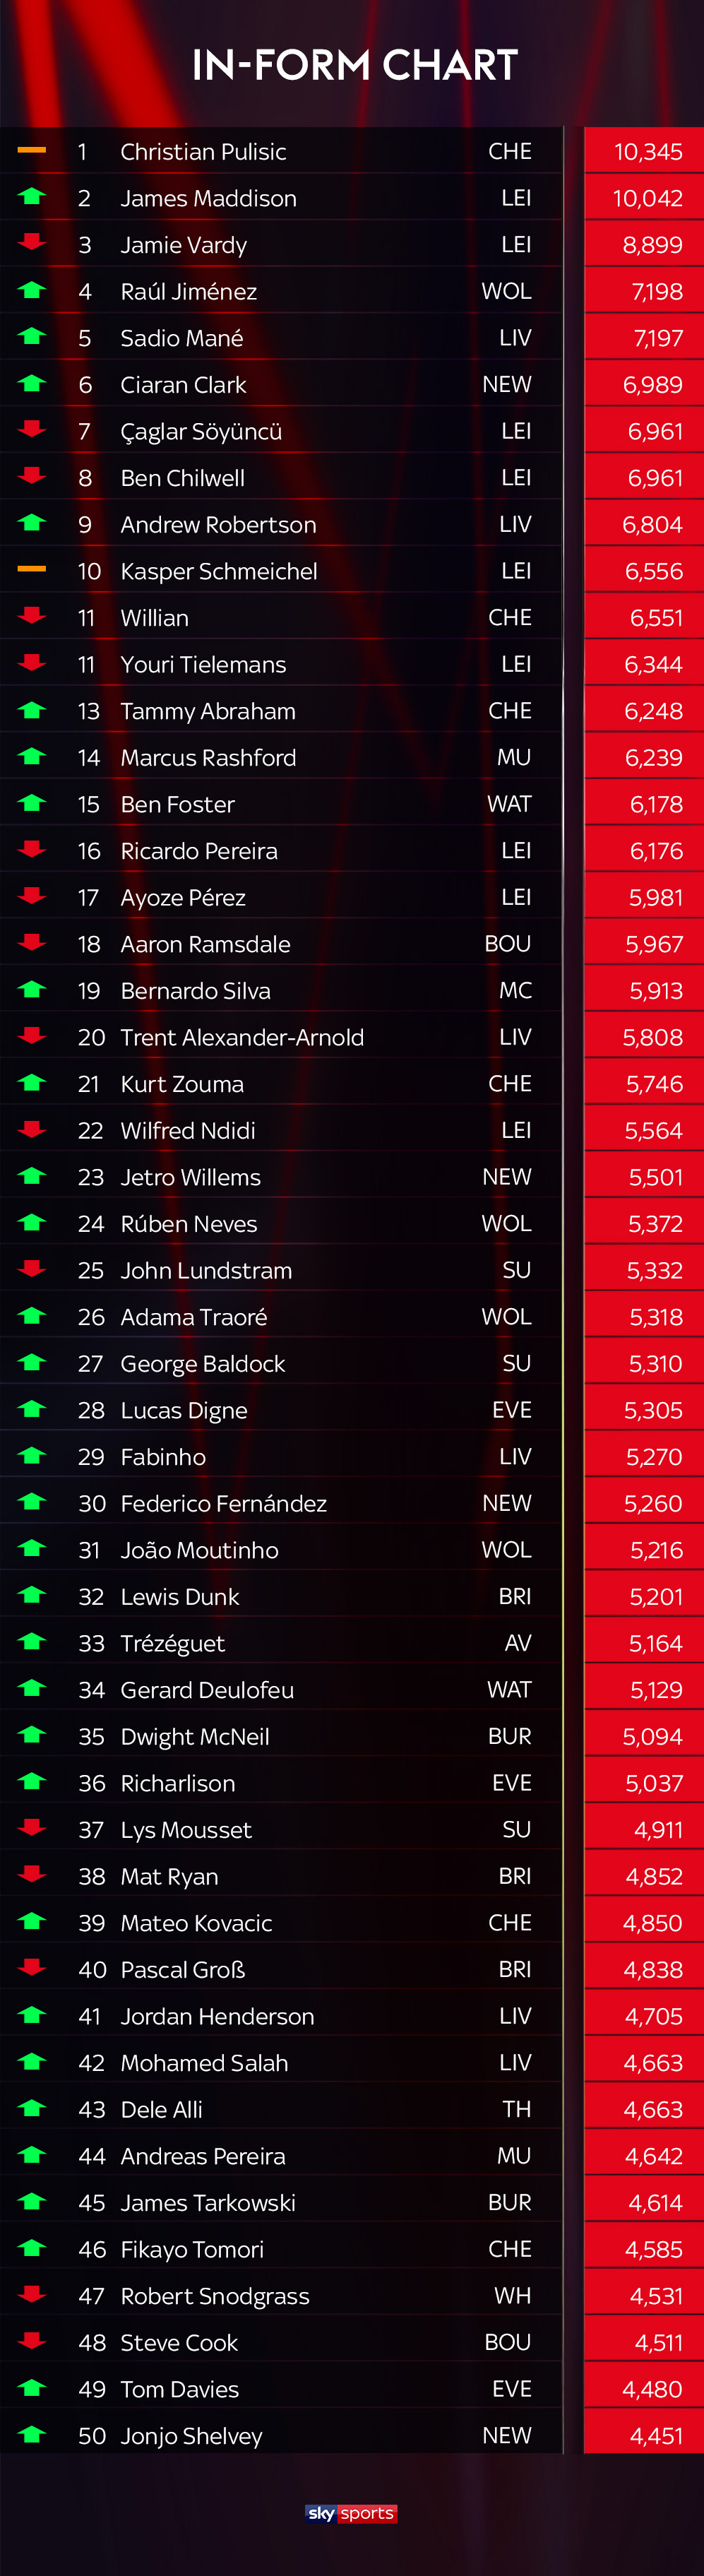 IN-FORM CHART
1 Christian Pulisic CHE 10,345
2 James Maddison LEI 10,042
3 Jamie Vardy LEI 8,899
4 Raúl Jiménez WOL 7,198
5 Sadio Mané LIV 7,197
6 Ciaran Clark NEW 6,989
7 Çaglar Söyüncü LEI 6,961
8 Ben Chilwell LEI 6,961
9 Andrew Robertson LIV 6,804
10 Kasper Schmeichel LEI 6,556
11 Willian CHE 6,551
11 Youri Tielemans LEI 6,344
13 Tammy Abraham CHE 6,248
14 Marcus Rashford MU 6,239
15 Ben Foster WAT 6,178
16 Ricardo Pereira LEI 6,176
17 Ayoze Pérez LEI 5,981
18 Aaron Ramsdale BOU 5,967
19 Bernardo Silva MC 5,913
20 Trent Alexander-Arnold LIV 5,808
21 Kurt Zouma CHE 5,746
22 Wilfred Ndidi LEI 5,564
23 Jetro Willems NEW 5,501
24 Rúben Neves WOL 5,372
25 John Lundstram SU 5,332
26 Adama Traoré WOL 5,318
27 George Baldock SU 5,310
28 Lucas Digne EVE 5,305
29 Fabinho LIV 5,270
30 Federico Fernández NEW 5,260
31 João Moutinho WOL 5,216
32 Lewis Dunk BRI 5,201
33 Trézéguet AV 5,164
34 Gerard Deulofeu WAT 5,129
35 Dwight McNeil BUR 5,094
36 Richarlison EVE 5,037
37 Lys Mousset SU 4,911
38 Mat Ryan BRI 4,852
39 Mateo Kovacic CHE 4,850
40 Pascal Groß BRI 4,838
41 Jordan Henderson LIV 4,705
42 Mohamed Salah LIV 4,663
43 Dele Alli TH 4,663
44 Andreas Pereira MU 4,642
45 James Tarkowski BUR 4,614
46 Fikayo Tomori CHE 4,585
47 Robert Snodgrass WH 4,531
48 Steve Cook BOU 4,511
49 Tom Davies EVE 4,480
50 Jonjo Shelvey NEW 4,451
sky sports